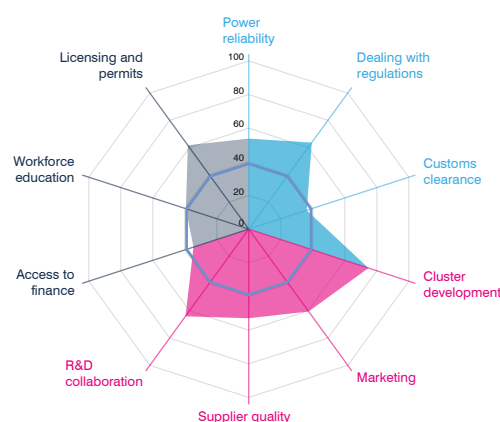 Power
reliability
Licensing and
permits
Dealing with
regulations
100
80
60
40
20
0
Workforce
education
Customs
clearance
Access to
finance
Cluster
development
R&D
collaboration
Marketing
Supplier quality